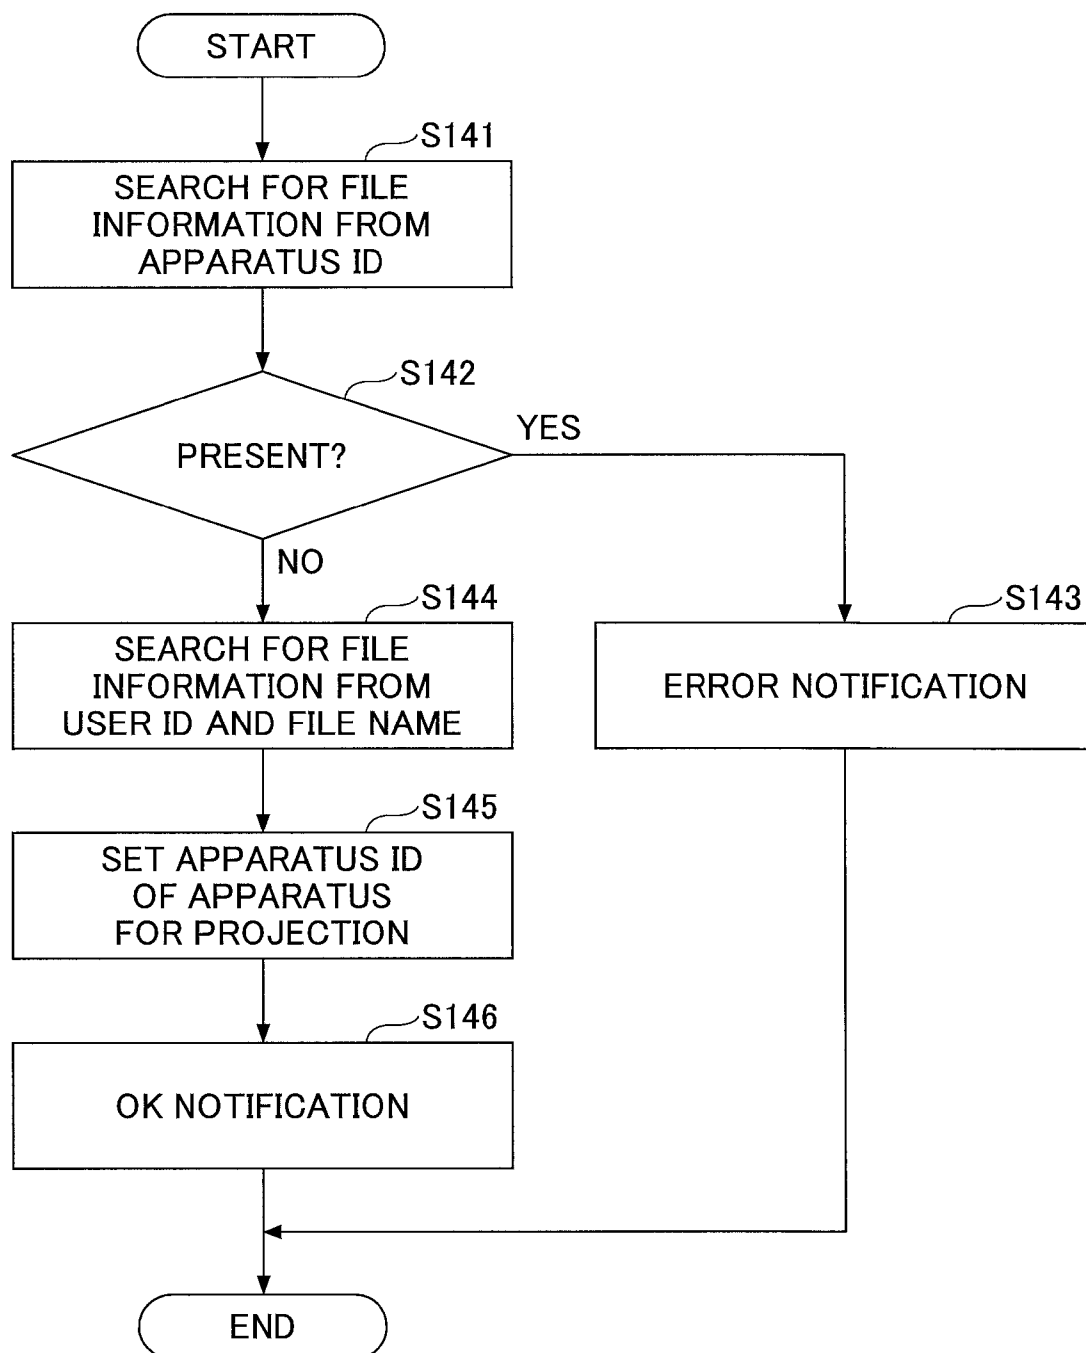 START
S141
SEARCH FOR FILE
INFORMATION FROM
APPARATUS ID
S142
PRESENT?
YES
NO
S144
SEARCH FOR FILE
INFORMATION FROM
USER ID AND FILE NAME
S143
ERROR NOTIFICATION
S145
SET APPARATUS ID
OF APPARATUS
FOR PROJECTION
S146
OK NOTIFICATION
END